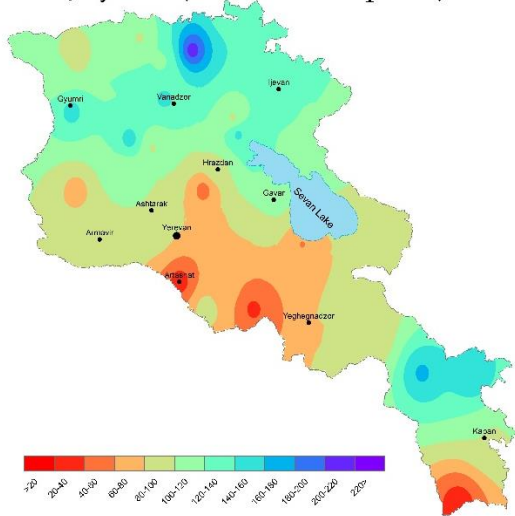 Ijevan
Gyumri
Vanadzor
Hrazdan
Gavar
Sevan Lake
Ashtarak
Yerevan
Armavir
Artashat
Yeghegnadzor
Kapan
>20
20-40
40-60
60-80
80-100
100-120
120-140
140-160
160-180
180-200
200-220
220>